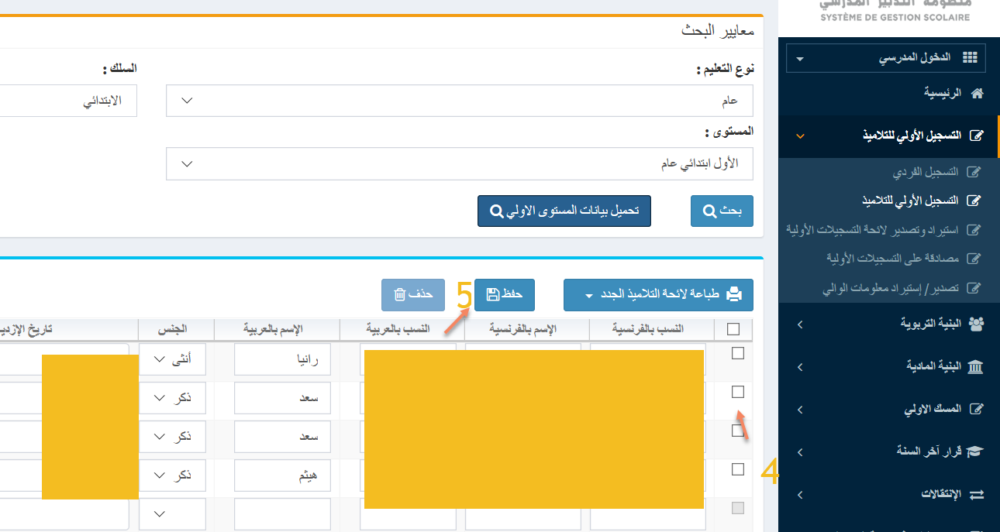 منظومة التدبير المدرسي
SYSTÈME DE GESTION SCOLAIRE
الدخول المدرسي
الرئيسية
التسجيل الأولي للتلاميذ
التسجيل الفردي
التسجيل الأولي للتلاميذ
استيراد وتصدير لائحة التسجيلات الأولية
مصادقة على التسجيلات الأولية
تصدير/ إستيراد معلومات الوالي
البنية التربوية
البنية المادية
المسك الاولي
قرار آخر السنة
الإنتقالات
معايير البحث
نوع التعليم : السلك :
عام الابتدائي
المستوى :
الأول ابتدائي عام
بحث تحميل بيانات المستوى الاولي
طباعة لائحة التلاميذ الجدد حفظ 5 حذف
النسب بالفرنسية الإسم بالفرنسية النسب بالعربية الإسم بالعربية الجنس تاريخ
رانيا أنثى
سعد ذكر
سعد ذكر
4 هيثم ذكر